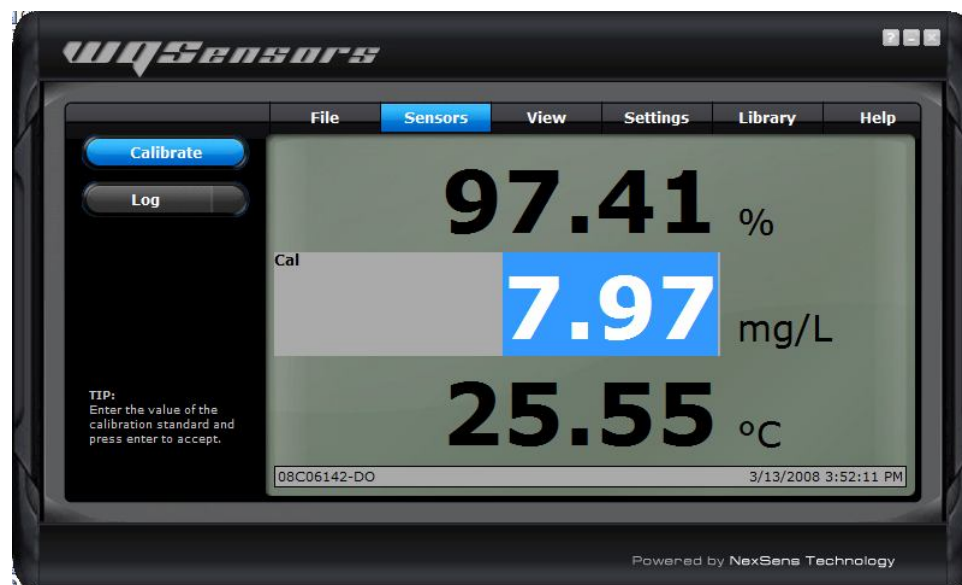 WQSensors
? - x
File Sensors View Settings Library Help
Calibrate
Log
97.41 %
Cal
7.97 mg/L
25.55 °C
TIP:
Enter the value of the
calibration standard and
press enter to accept.
08C06142-DO 3/13/2008 3:52:11 PM
Powered by NexSens Technology